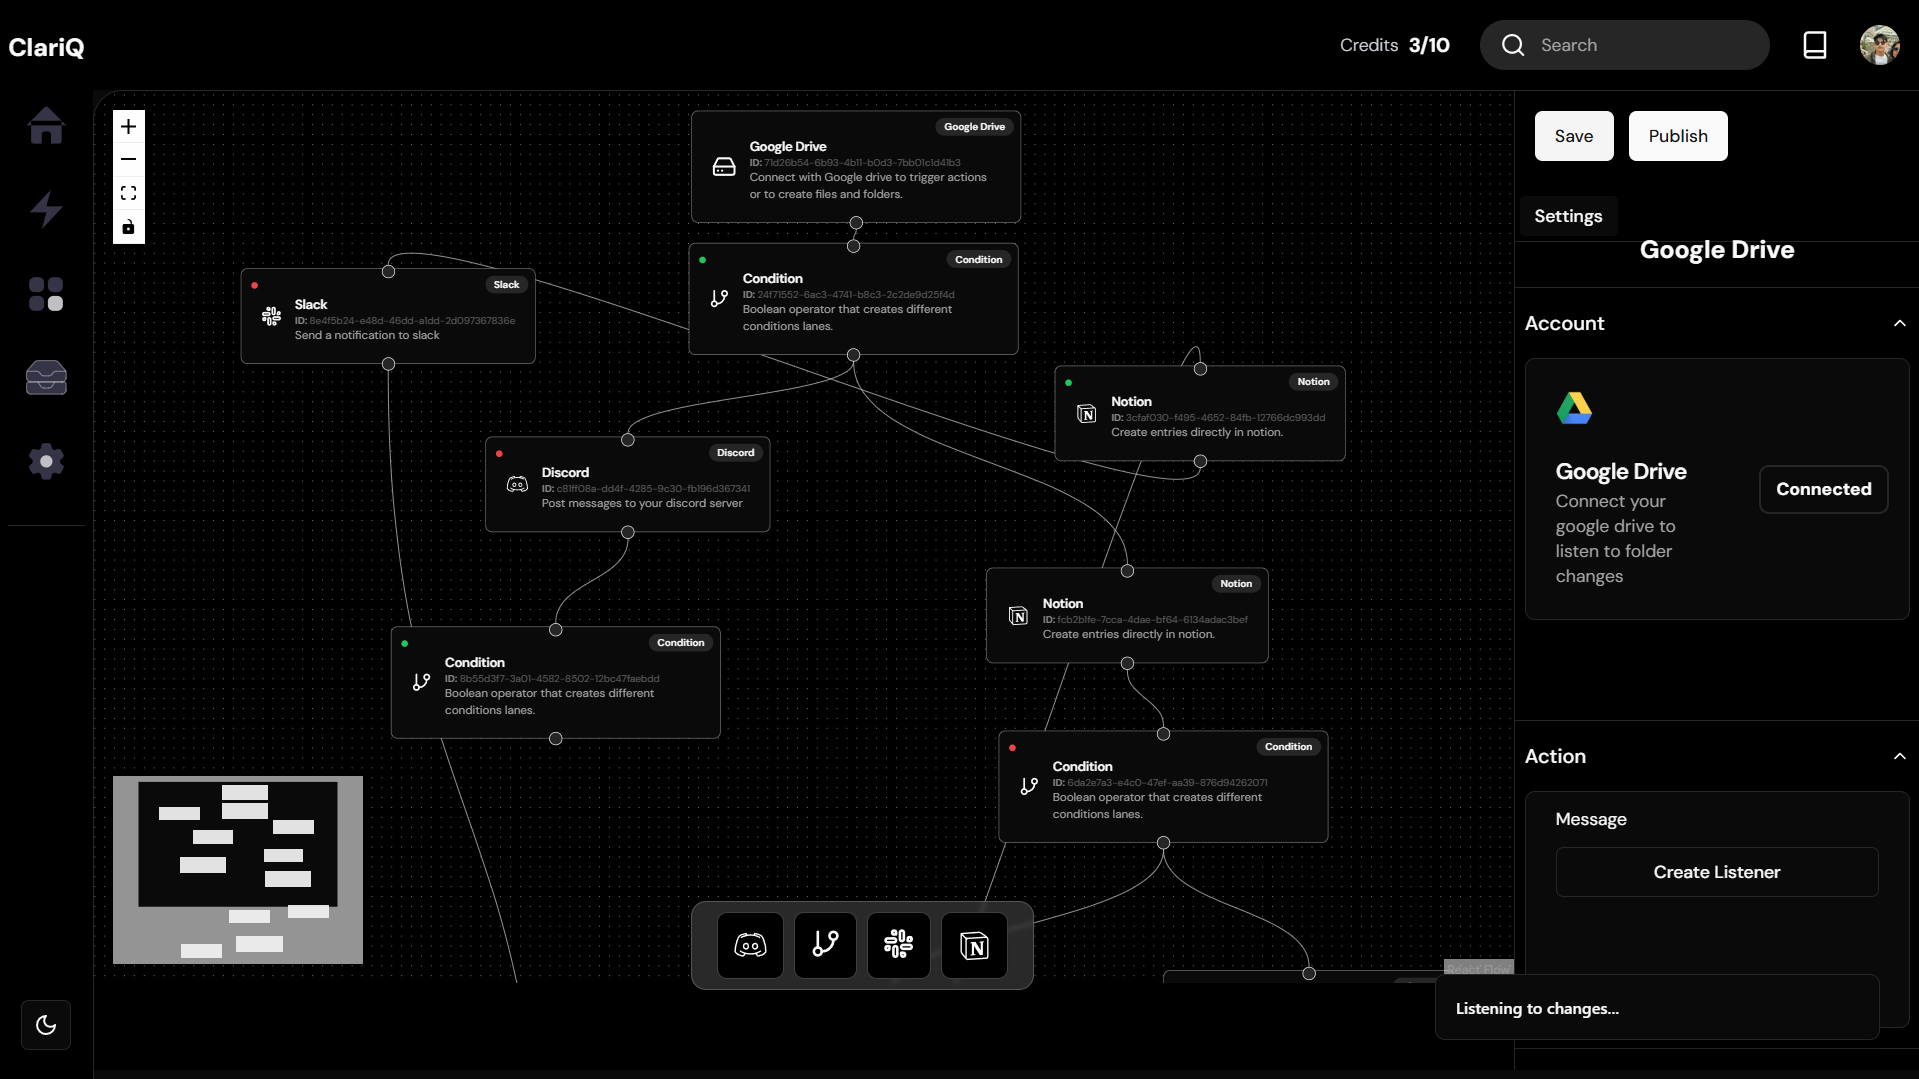 ClariQ
Credits 3/10
Search
Save
Publish
Settings
Google Drive
Account
Google Drive
Connect your
google drive to
listen to folder
changes
Connected
Action
Message
Create Listener
Listening to changes...
Google Drive
Google Drive
ID: 71d26b54-6b93-4b11-b0d3-7bb01c1d41b3
Connect with Google drive to trigger actions
or to create files and folders.
Condition
Condition
ID: 24f71552-6ac3-4741-b8c3-2c2de9d25f4d
Boolean operator that creates different
conditions lanes.
Slack
Slack
ID: 8e4f5b24-e48d-46dd-a1dd-2d097367836e
Send a notification to slack
Notion
Notion
ID: 3cfaf030-f495-4652-84fb-12766dc993dd
Create entries directly in notion.
Discord
Discord
ID: c81ff08a-dd4f-4285-9c30-fb196d367341
Post messages to your discord server
Notion
Notion
ID: fcb2b1fe-7cca-4dae-bf64-6134adac3bef
Create entries directly in notion.
Condition
Condition
ID: 8b55d3f7-3a01-4582-8502-12bc47faebdd
Boolean operator that creates different
conditions lanes.
Condition
Condition
ID: 6da2e7a3-e4c0-47ef-aa39-876d94262071
Boolean operator that creates different
conditions lanes.
React Flow